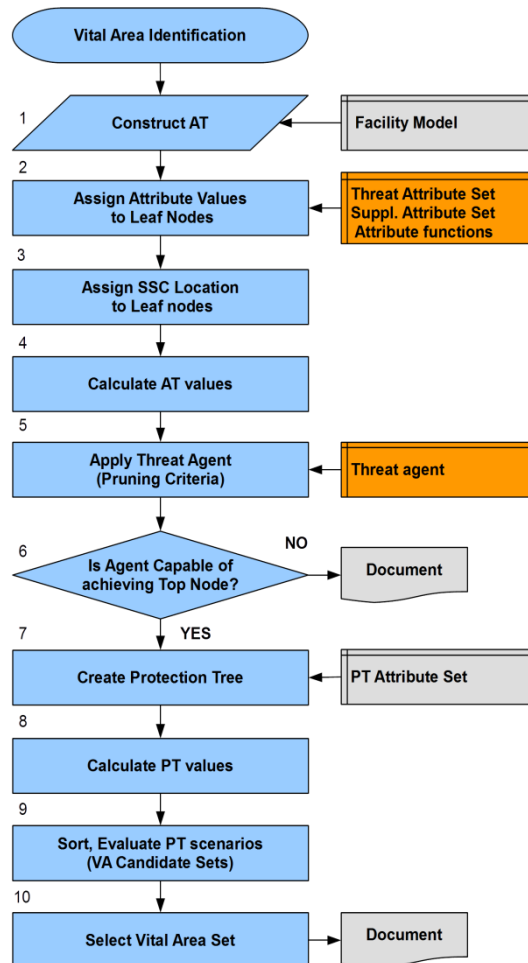 Vital Area Identification
1
Construct AT
Facility Model
2
Assign Attribute Values
to Leaf Nodes
Threat Attribute Set
Suppl. Attribute Set
Attribute functions
3
Assign SSC Location
to Leaf nodes
4
Calculate AT values
5
Apply Threat Agent
(Pruning Criteria)
Threat agent
6
Is Agent Capable of
achieving Top Node?
NO
Document
YES
7
Create Protection Tree
PT Attribute Set
8
Calculate PT values
9
Sort, Evaluate PT scenarios
(VA Candidate Sets)
10
Select Vital Area Set
Document